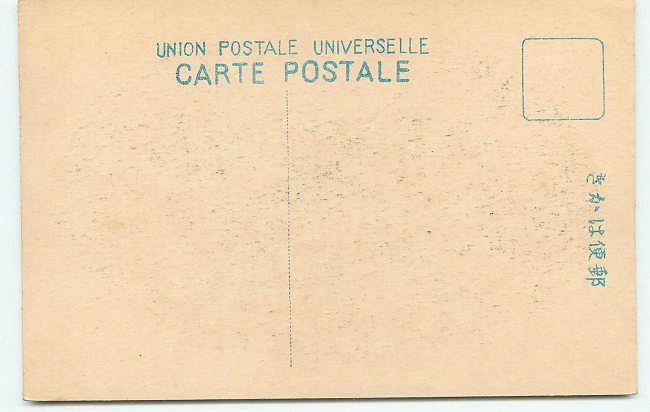 UNION POSTALE UNIVERSELLE
CARTE POSTALE
郵便はがき